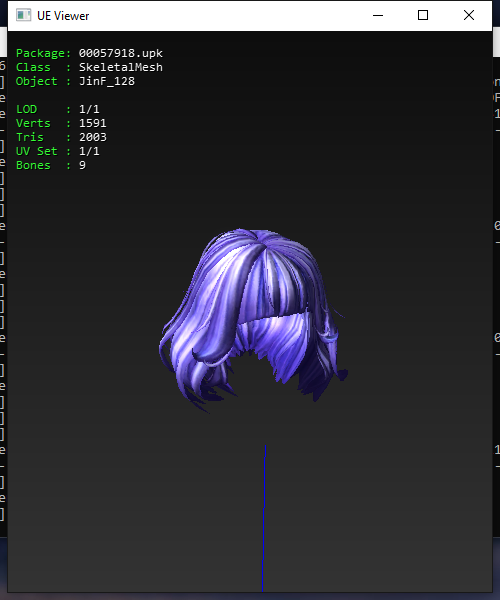 UE Viewer
Package: 00057918.upk
Class  : SkeletalMesh
Object : JinF_128
LOD    : 1/1
Verts  : 1591
Tris   : 2003
UV Set : 1/1
Bones  : 9